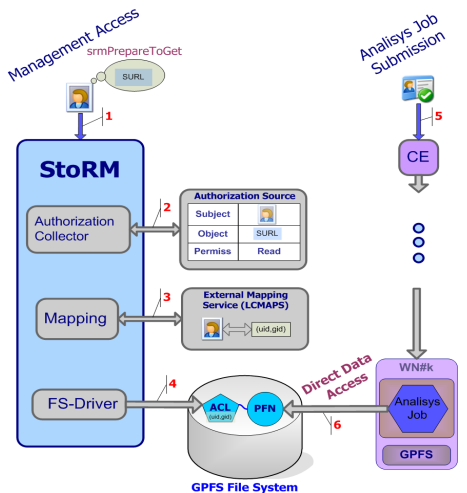 Management Access
srmPrepareToGet
SURL
1
StoRM
Authorization
Collector
2
Authorization Source
Subject
Object
SURL
Permiss
Read
Mapping
3
External Mapping
Service (LCMAPS)
(uid,gid)
FS-Driver
4
ACL
(uid,gid)
PFN
GPFS File System
Analisys Job
Submission
5
CE
Direct Data
Access
6
WN#k
Analisys
Job
GPFS